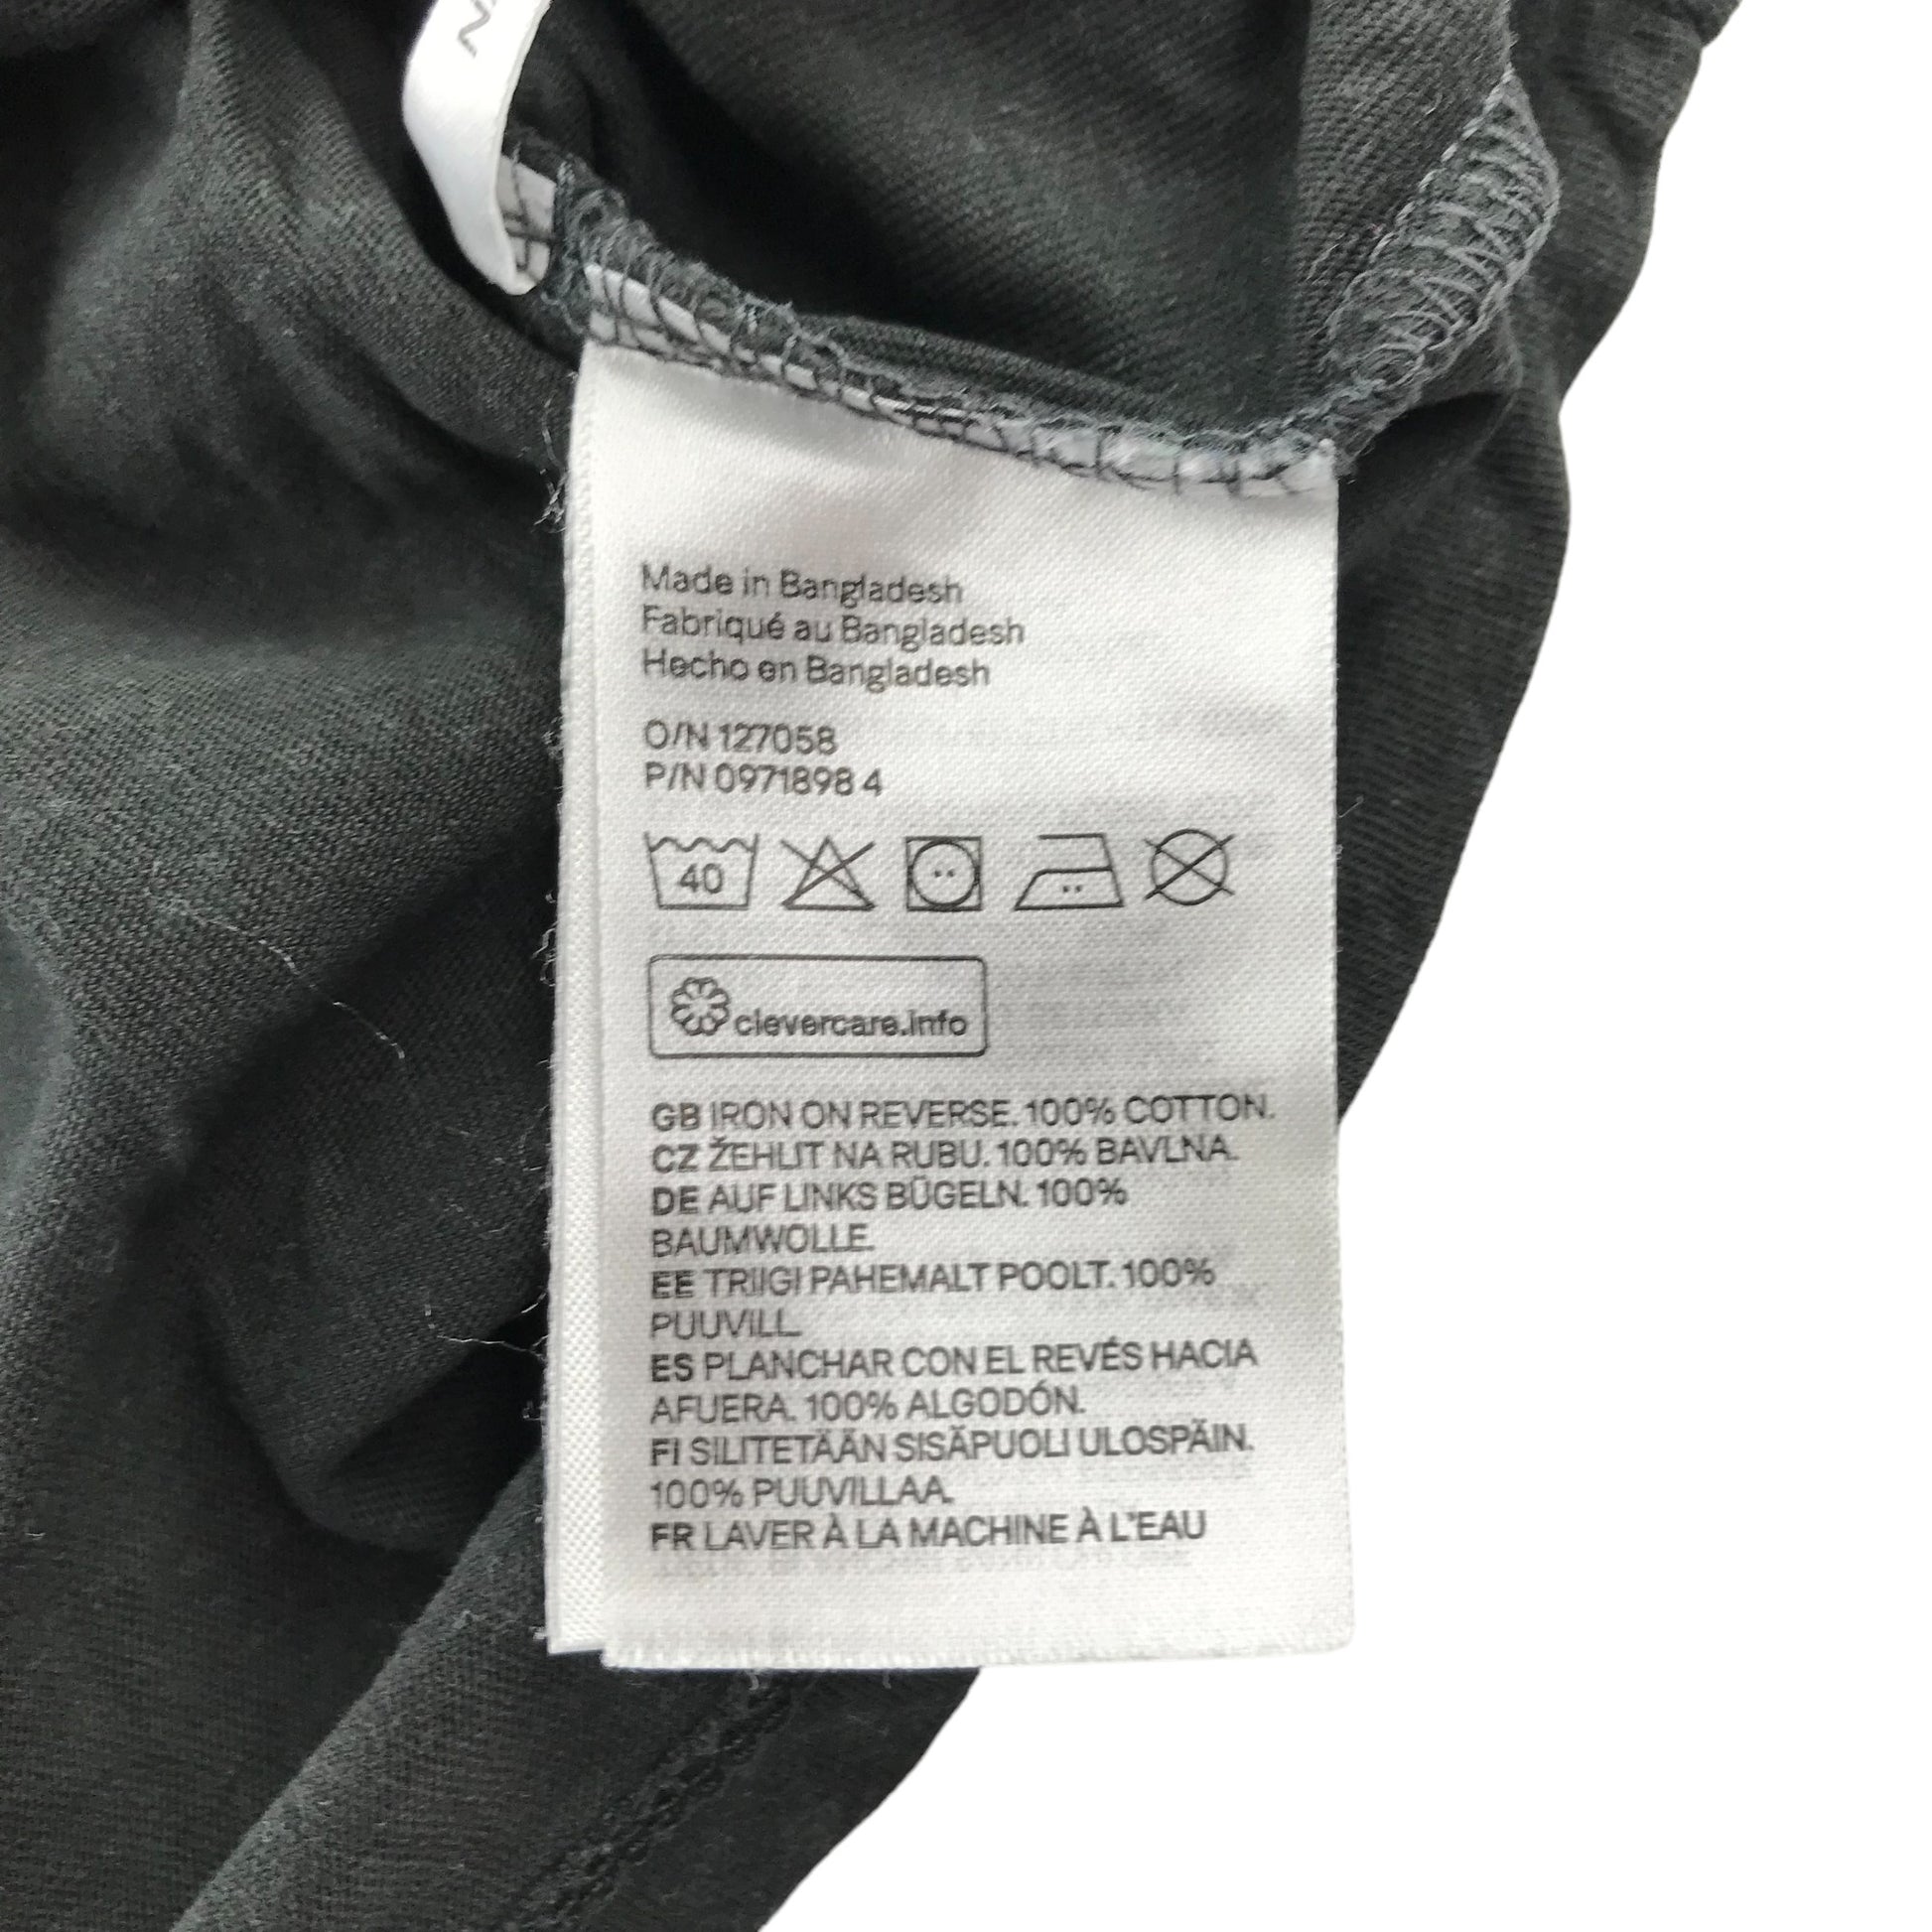 Made in Bangladesh
Fabriqué au Bangladesh
Hecho en Bangladesh
O/N 127058
P/N 0971898 4
40
clevercare.info
GB IRON ON REVERSE. 100% COTTON.
CZ ŽEHLIT NA RUBU. 100% BAVLNA.
DE AUF LINKS BÜGELN. 100%
BAUMWOLLE.
EE TRIIGI PAHEMALT POOLT. 100%
PUUVILL.
ES PLANCHAR CON EL REVÉS HACIA
AFUERA. 100% ALGODÓN.
FI SILITETÄÄN SISÄPUOLI ULOSPÄIN.
100% PUUVILLAA.
FR LAVER À LA MACHINE À L'EAU